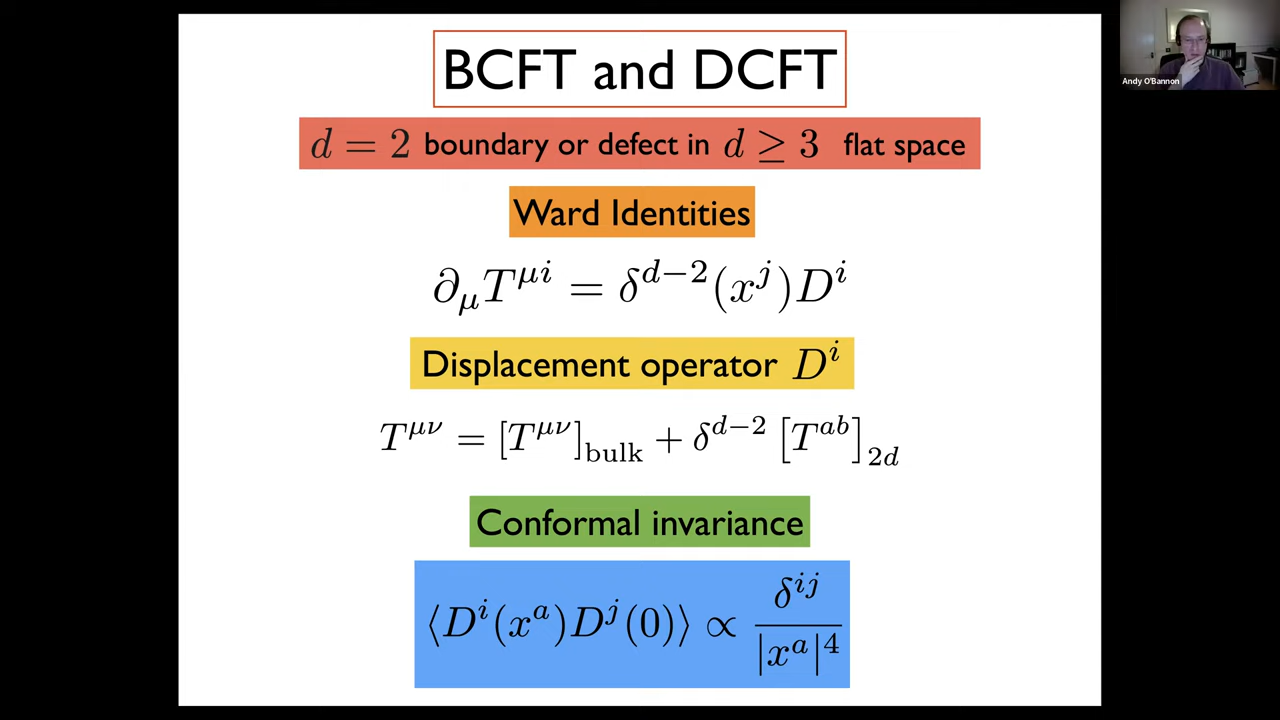 BCFT and DCFT
Andy O'Bannon
d = 2 boundary or defect in d ≥ 3 flat space
Ward Identities
∂_μ T^{μi} = δ^{d−2}(x^j) D^i
Displacement operator D^i
T^{μν} = [T^{μν}]_{bulk} + δ^{d−2} [T^{ab}]_{2d}
Conformal invariance
⟨D^i(x^a)D^j(0)⟩ ∝ δ^{ij} / |x^a|^4